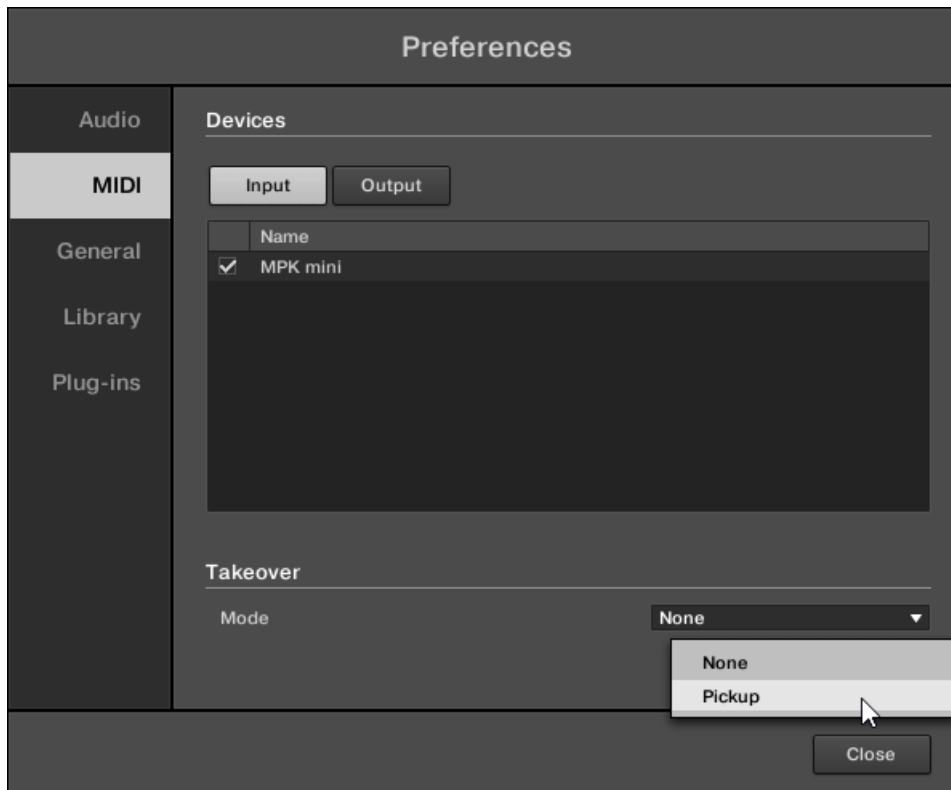 Preferences
Audio
MIDI
General
Library
Plug-ins
Devices
Input Output
Name
MPK mini
Takeover
Mode None
None
Pickup
Close